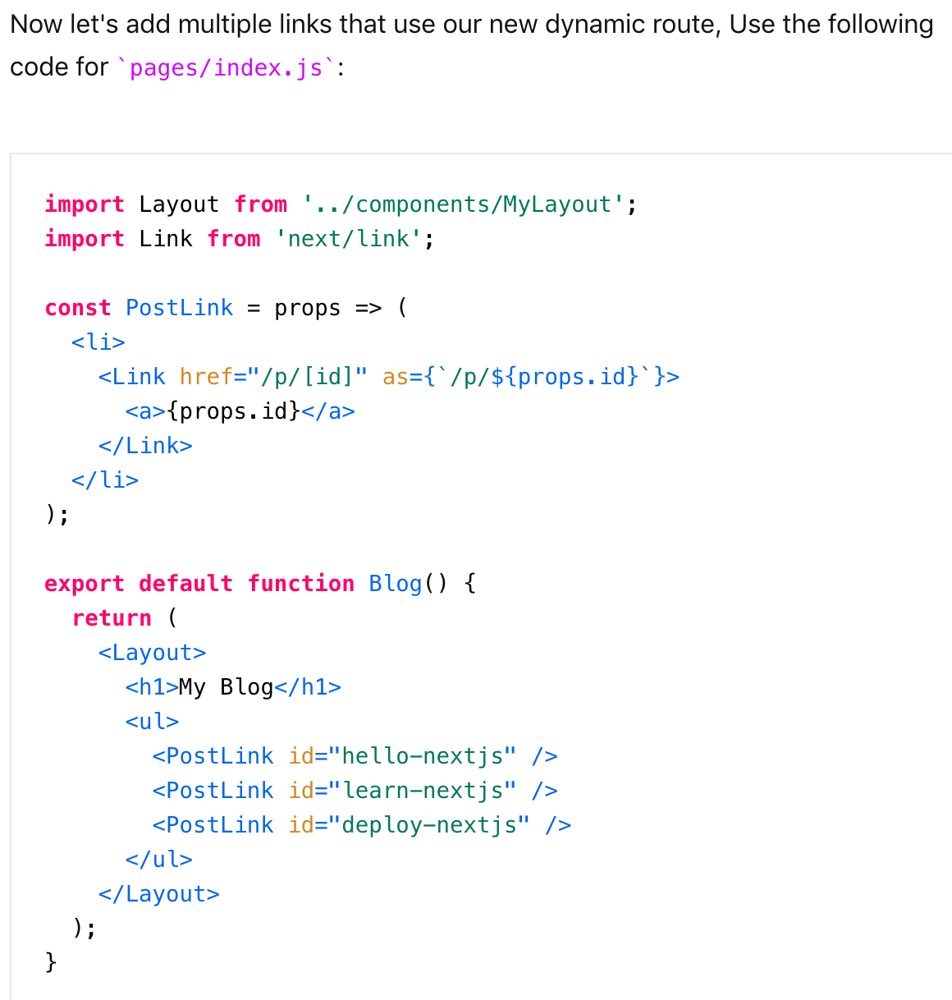 Now let's add multiple links that use our new dynamic route, Use the following
code for `pages/index.js`:
import Layout from '../components/MyLayout';
import Link from 'next/link';
const PostLink = props => (
  <li>
    <Link href="/p/[id]" as={`/p/${props.id}`}>
      <a>{props.id}</a>
    </Link>
  </li>
);
export default function Blog() {
  return (
    <Layout>
      <h1>My Blog</h1>
      <ul>
        <PostLink id="hello-nextjs" />
        <PostLink id="learn-nextjs" />
        <PostLink id="deploy-nextjs" />
      </ul>
    </Layout>
  );
}